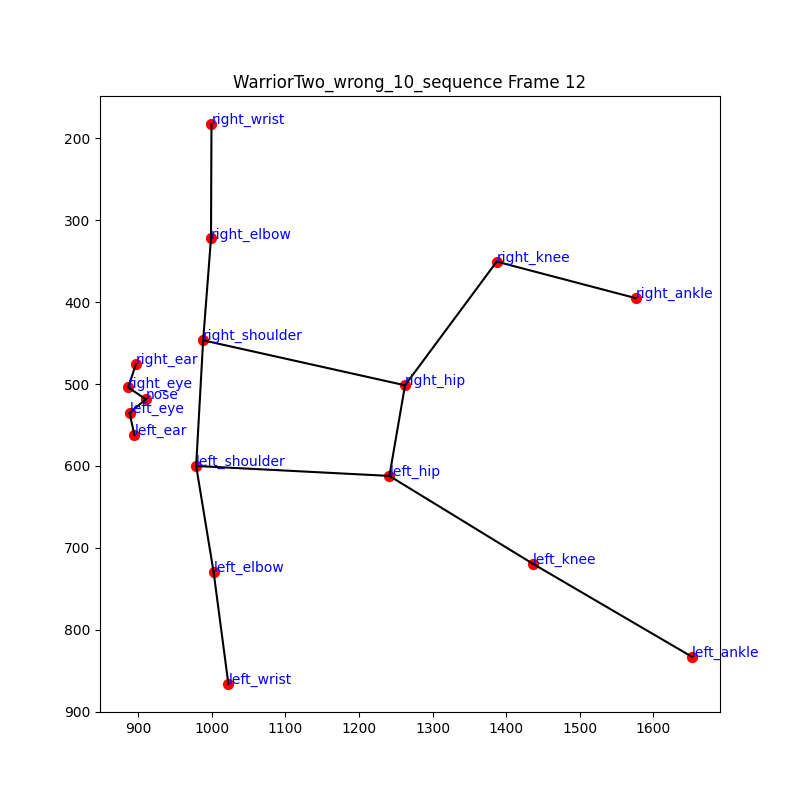 WarriorTwo_wrong_10_sequence Frame 12
right_wrist
right_elbow
right_knee
right_ankle
right_shoulder
right_ear
right_eye
nose
left_eye
left_ear
right_hip
left_shoulder
left_hip
left_elbow
left_knee
left_wrist
left_ankle
200
300
400
500
600
700
800
900
900 1000 1100 1200 1300 1400 1500 1600